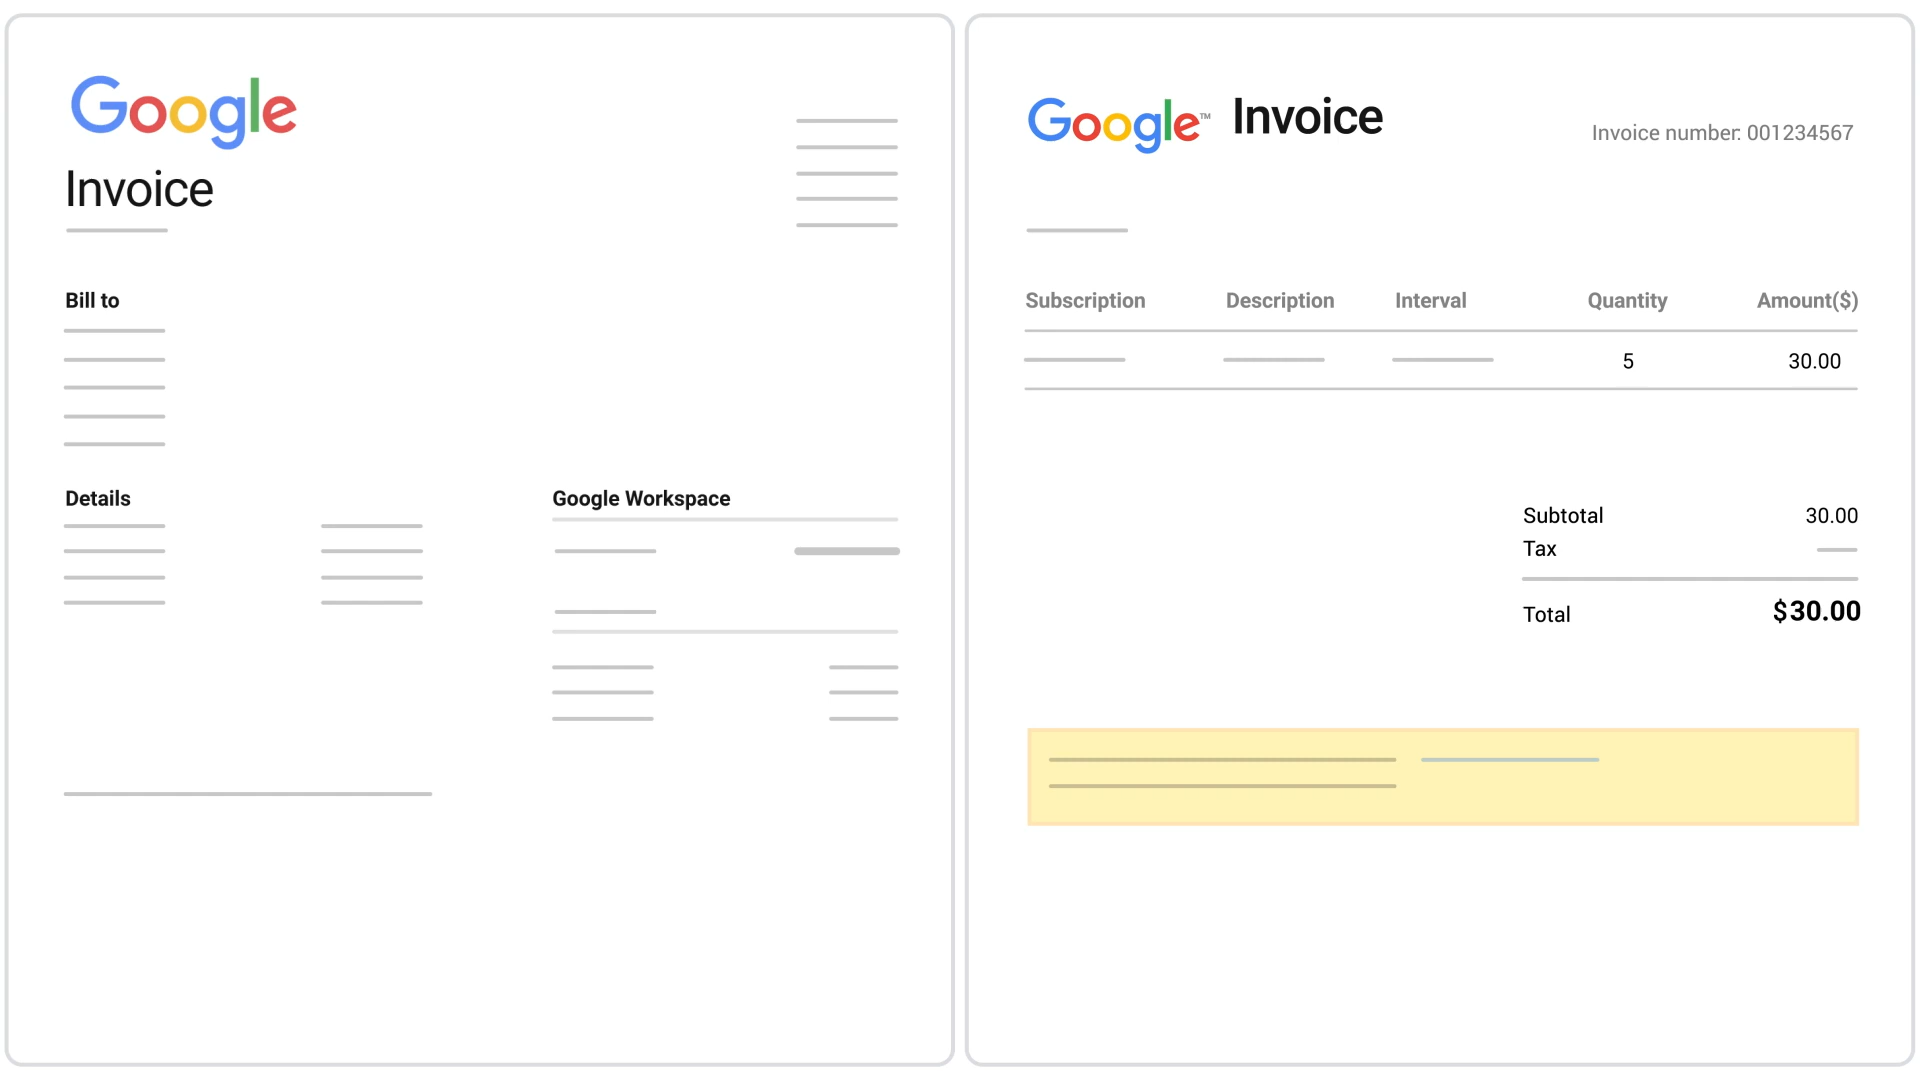 Google
Invoice
Bill to
Details
Google Workspace
Google™ Invoice
Invoice number: 001234567
Subscription Description Interval Quantity Amount($)
5 30.00
Subtotal 30.00
Tax
Total $30.00